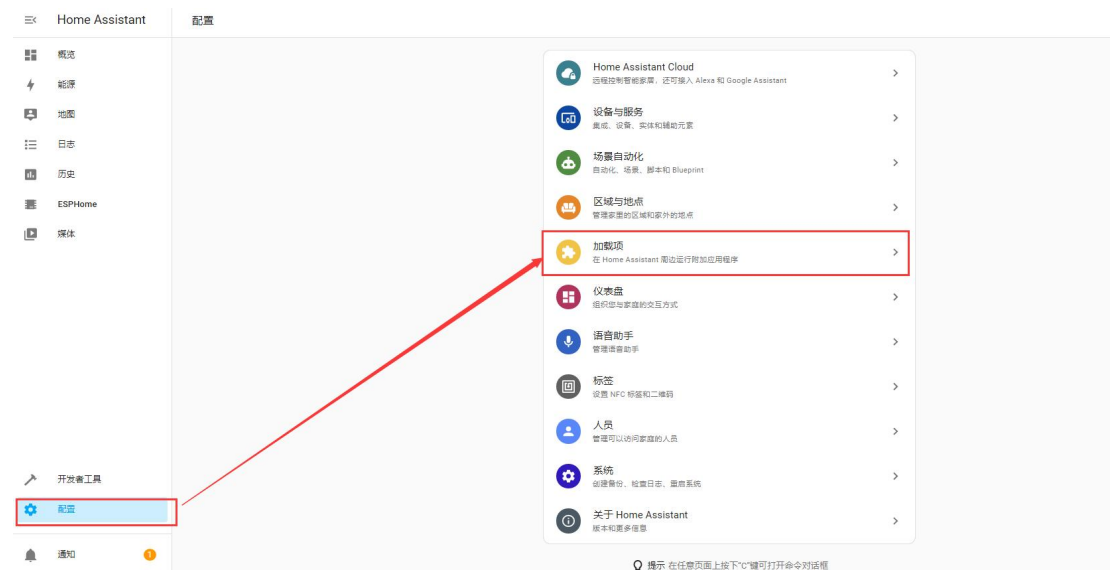 Home Assistant
配置
概览
能源
地图
日志
历史
ESPHome
媒体
开发者工具
配置
通知
1
Home Assistant Cloud
远程控制智能家居，还可接入 Alexa 和 Google Assistant
设备与服务
集成、设备、实体和辅助元素
场景自动化
自动化、场景、脚本和 Blueprint
区域与地点
管理家里的区域和家外的地点
加载项
在 Home Assistant 周边运行附加应用程序
仪表盘
组织您与家庭的交互方式
语音助手
管理语音助手
标签
设置 NFC 标签和二维码
人员
管理可以访问家庭的人员
系统
创建备份、检查日志、重启系统
关于 Home Assistant
版本和更多信息
提示 在任意页面上按下"c"键可打开命令对话框